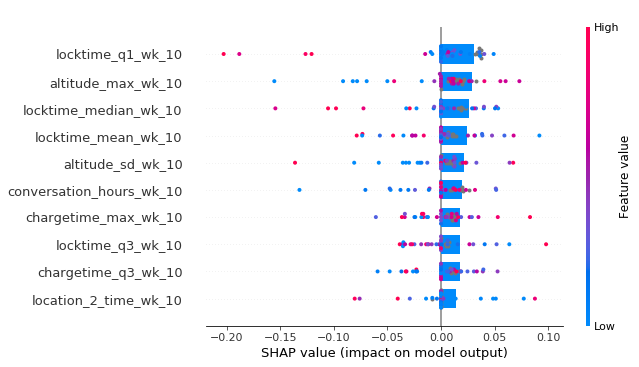 High
locktime_q1_wk_10
altitude_max_wk_10
locktime_median_wk_10
locktime_mean_wk_10
altitude_sd_wk_10
conversation_hours_wk_10
chargetime_max_wk_10
locktime_q3_wk_10
chargetime_q3_wk_10
location_2_time_wk_10
Feature value
Low
−0.20 −0.15 −0.10 −0.05 0.00 0.05 0.10
SHAP value (impact on model output)